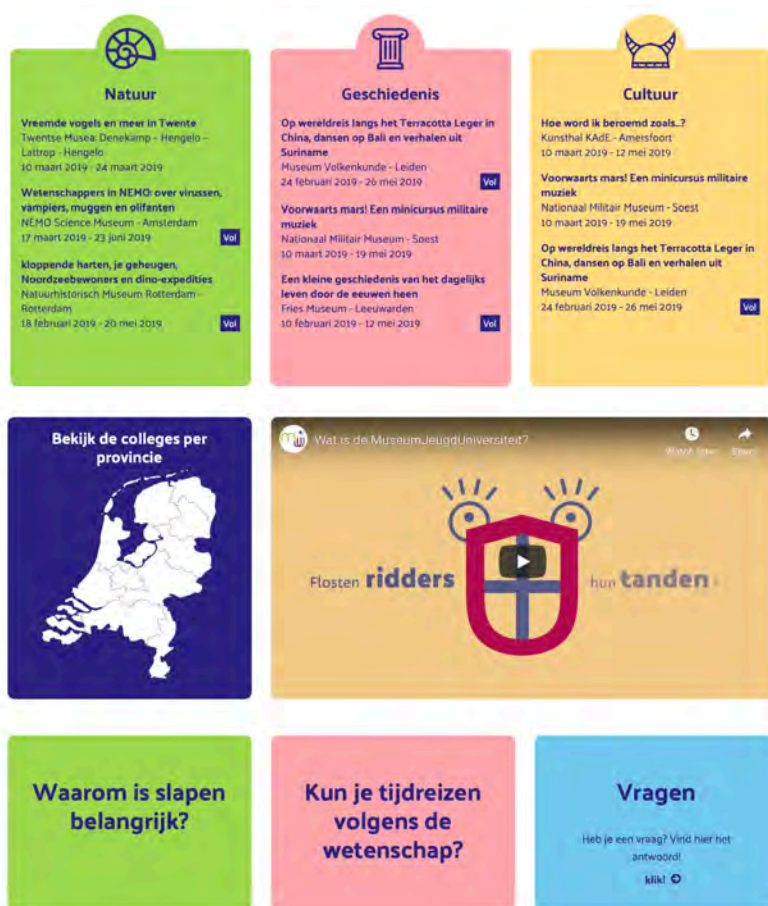 Natuur
Vreemde vogels en meer in Twente
Twentse Musea: Denekamp - Hengelo -
Lattrop - Hengelo
10 maart 2019 - 24 maart 2019
Wetenschappers in NEMO: over virussen,
vampiers, muggen en olifanten
NEMO Science Museum - Amsterdam
17 maart 2019 - 23 juni 2019
Vol
kloppende harten, je geheugen,
Noordzeebewoners en dino-expedities
Natuurhistorisch Museum Rotterdam -
Rotterdam
18 februari 2019 - 20 mei 2019
Vol
Geschiedenis
Op wereldreis langs het Terracotta Leger in
China, dansen op Bali en verhalen uit
Suriname
Museum Volkenkunde - Leiden
24 februari 2019 - 26 mei 2019
Vol
Voorwaarts mars! Een minicursus militaire
muziek
Nationaal Militair Museum - Soest
10 maart 2019 - 19 mei 2019
Een kleine geschiedenis van het dagelijks
leven door de eeuwen heen
Fries Museum - Leeuwarden
10 februari 2019 - 12 mei 2019
Vol
Cultuur
Hoe word ik beroemd zoals..?
Kunsthal KAdE - Amersfoort
10 maart 2019 - 12 mei 2019
Voorwaarts mars! Een minicursus militaire
muziek
Nationaal Militair Museum - Soest
10 maart 2019 - 19 mei 2019
Op wereldreis langs het Terracotta Leger in
China, dansen op Bali en verhalen uit
Suriname
Museum Volkenkunde - Leiden
24 februari 2019 - 26 mei 2019
Vol
Bekijk de colleges per
provincie
Wat is de MuseumJeugdUniversiteit?
Watch later
Share
Flosten ridders hun tanden
Waarom is slapen
belangrijk?
Kun je tijdreizen
volgens de
wetenschap?
Vragen
Heb je een vraag? Vind hier het
antwoord!
klik!